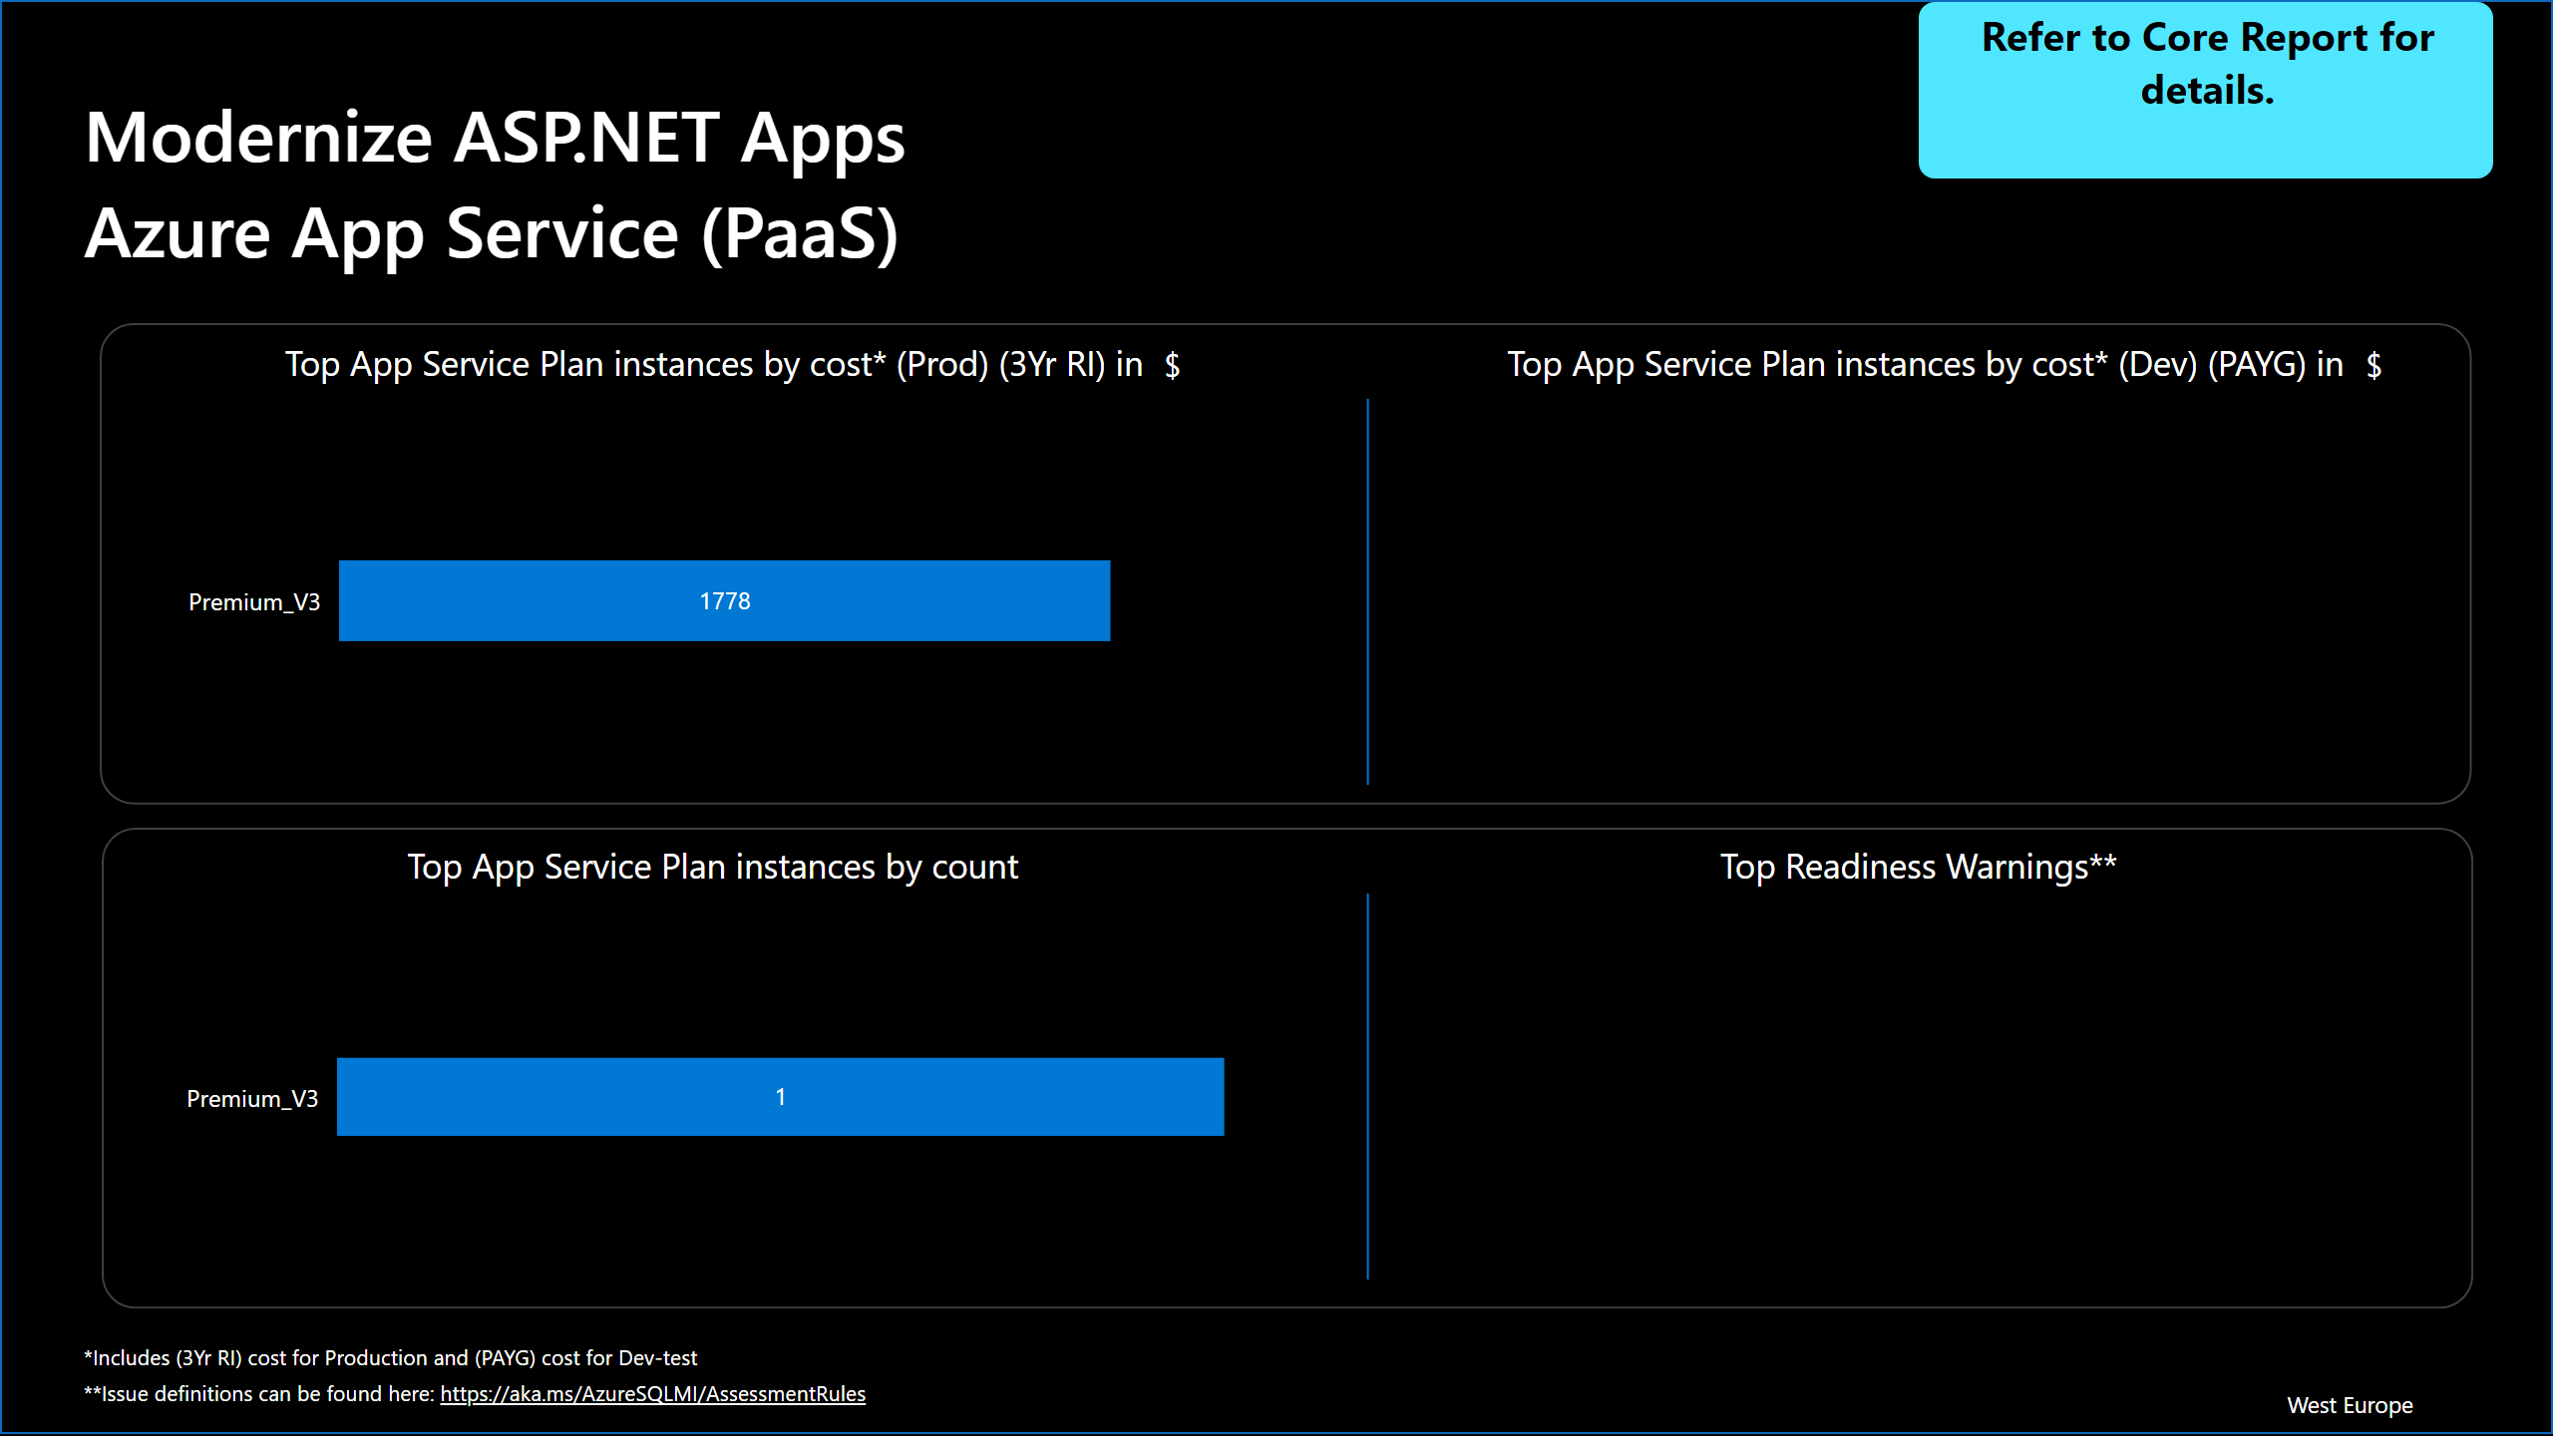 Refer to Core Report for
details.
Modernize ASP.NET Apps
Azure App Service (PaaS)
Top App Service Plan instances by cost* (Prod) (3Yr RI) in $
Top App Service Plan instances by cost* (Dev) (PAYG) in $
Premium_V3
1778
Top App Service Plan instances by count
Top Readiness Warnings**
Premium_V3
1
*Includes (3Yr RI) cost for Production and (PAYG) cost for Dev-test
**Issue definitions can be found here: https://aka.ms/AzureSQLMI/AssessmentRules
West Europe